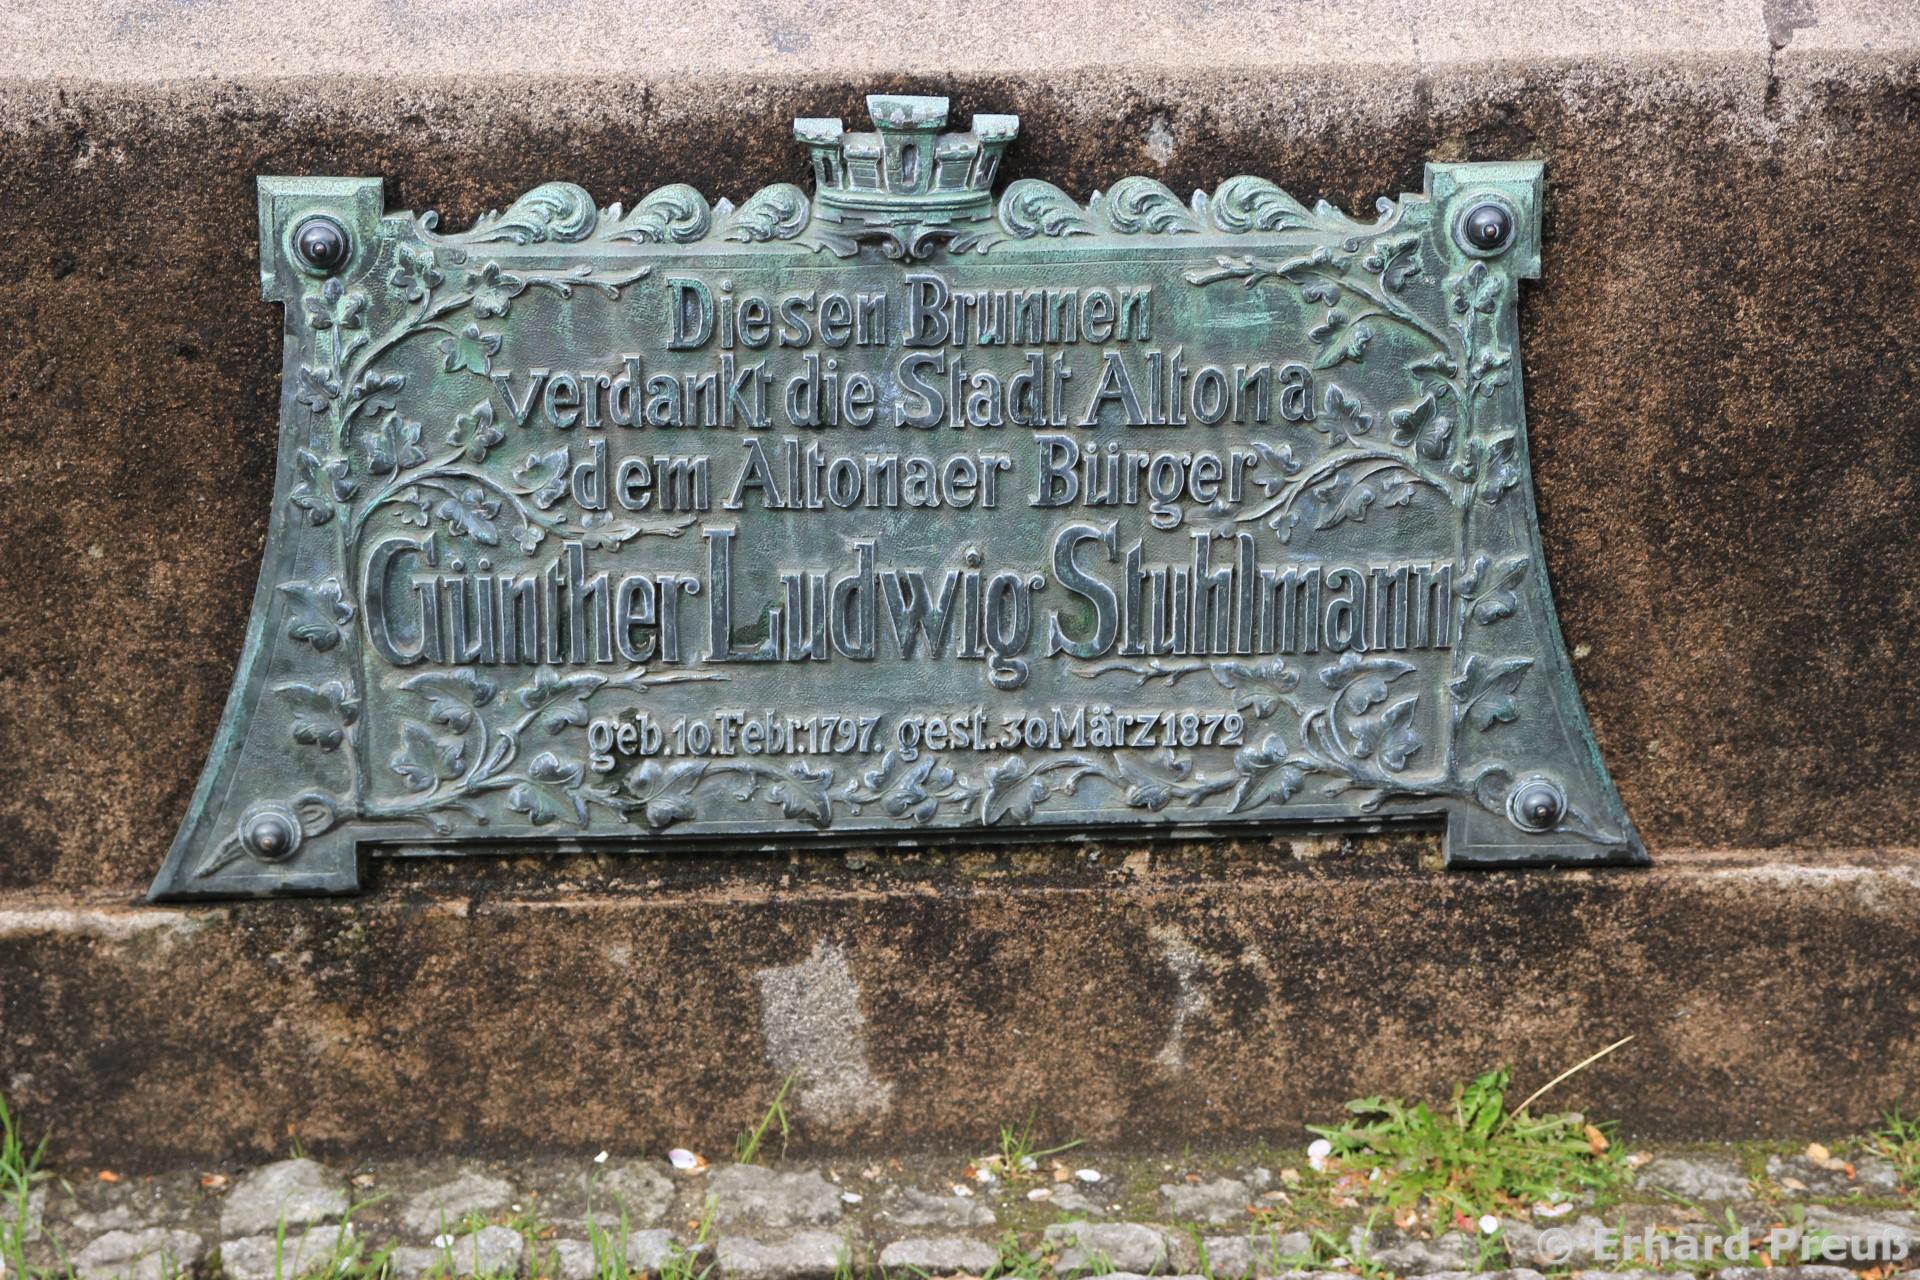 Diesen Brunnen
verdankt die Stadt Altona
dem Altonaer Bürger
Günther Ludwig Stuhlmann
geb. 10. Febr. 1797. gest. 30 März 1872
© Erhard Preuß